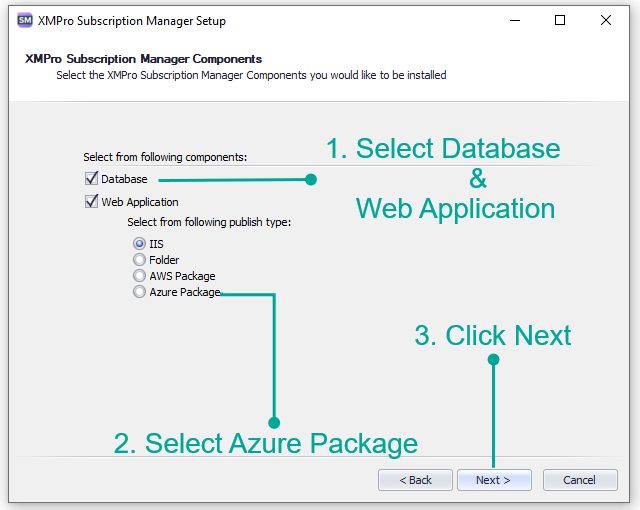 SM XMPro Subscription Manager Setup
XMPro Subscription Manager Components
Select the XMPro Subscription Manager Components you would like to be installed
Select from following components:
1. Select Database
&
Web Application
Database
Web Application
Select from following publish type:
IIS
Folder
AWS Package
Azure Package
3. Click Next
2. Select Azure Package
< Back Next > Cancel